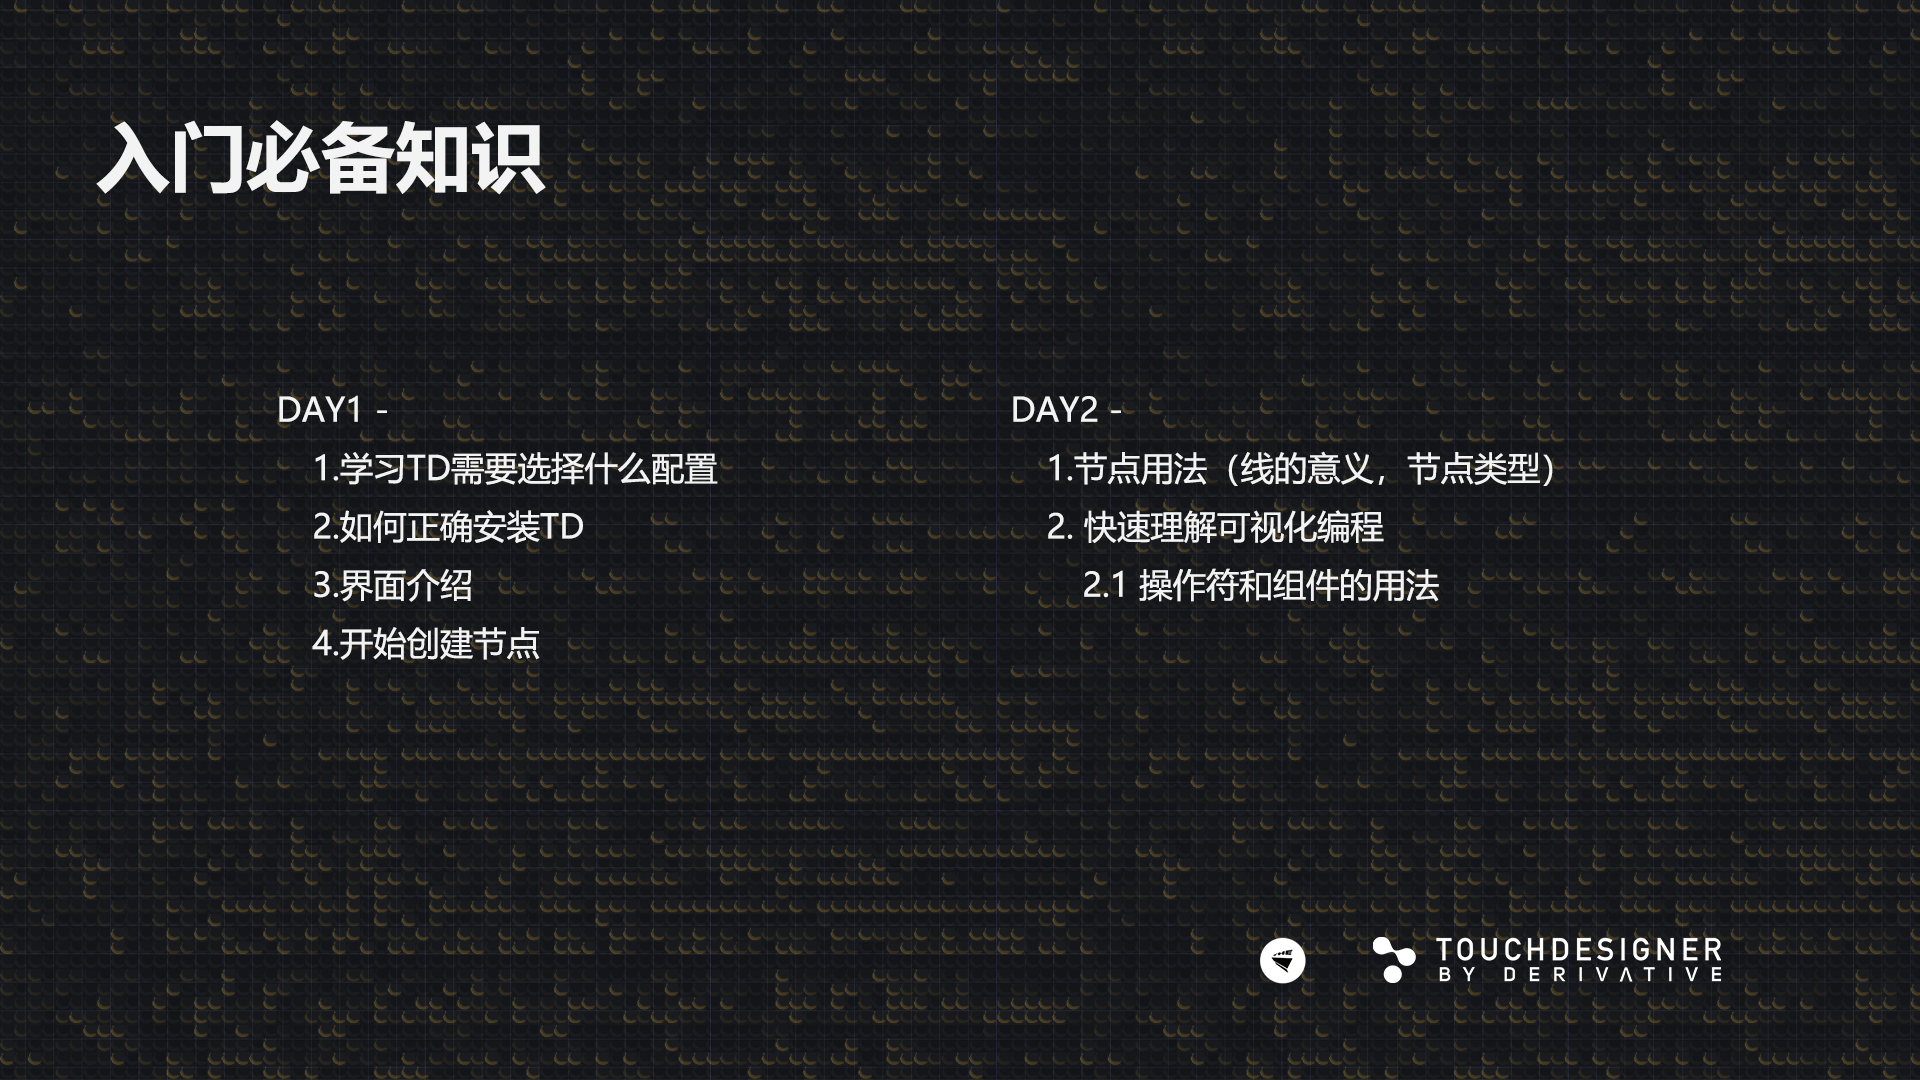 入门必备知识
DAY1 -
1.学习TD需要选择什么配置
2.如何正确安装TD
3.界面介绍
4.开始创建节点
DAY2 -
1.节点用法（线的意义，节点类型）
2. 快速理解可视化编程
2.1 操作符和组件的用法
TOUCHDESIGNER
BY DERIVATIVE